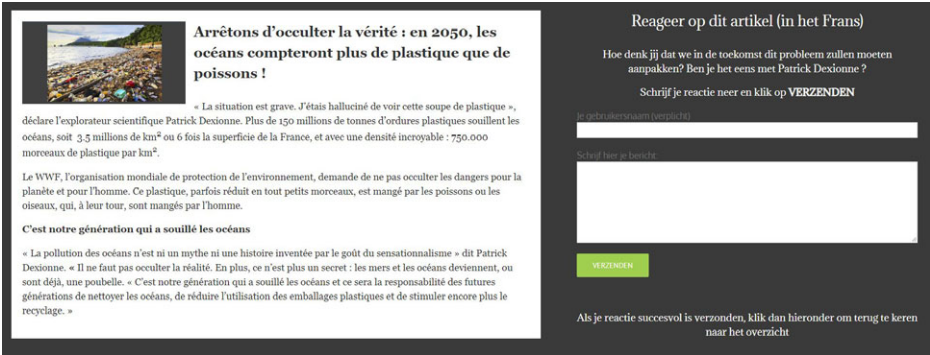 Arrêtons d'occulter la vérité : en 2050, les
océans compteront plus de plastique que de
poissons !
« La situation est grave. J'étais halluciné de voir cette soupe de plastique »,
déclare l'explorateur scientifique Patrick Dexionne. Plus de 150 millions de tonnes d'ordures plastiques souillent les
océans, soit 3.5 millions de km² ou 6 fois la superficie de la France, et avec une densité incroyable : 750.000
morceaux de plastique par km².
Le WWF, l'organisation mondiale de protection de l'environnement, demande de ne pas occulter les dangers pour la
planète et pour l'homme. Ce plastique, parfois réduit en tout petits morceaux, est mangé par les poissons ou les
oiseaux, qui, à leur tour, sont mangés par l'homme.
C'est notre génération qui a souillé les océans
« La pollution des océans n'est ni un mythe ni une histoire inventée par le goût du sensationnalisme » dit Patrick
Dexionne. « Il ne faut pas occulter la réalité. En plus, ce n'est plus un secret : les mers et les océans deviennent, ou
sont déjà, une poubelle. « C'est notre génération qui a souillé les océans et ce sera la responsabilité des futures
générations de nettoyer les océans, de réduire l'utilisation des emballages plastiques et de stimuler encore plus le
recyclage. »
Reageer op dit artikel (in het Frans)
Hoe denk jij dat we in de toekomst dit probleem zullen moeten
aanpakken? Ben je het eens met Patrick Dexionne ?
Schrijf je reactie neer en klik op VERZENDEN
Je gebruikersnaam (verplicht)
Schrijf hier je bericht:
VERZENDEN
Als je reactie succesvol is verzonden, klik dan hieronder om terug te keren
naar het overzicht